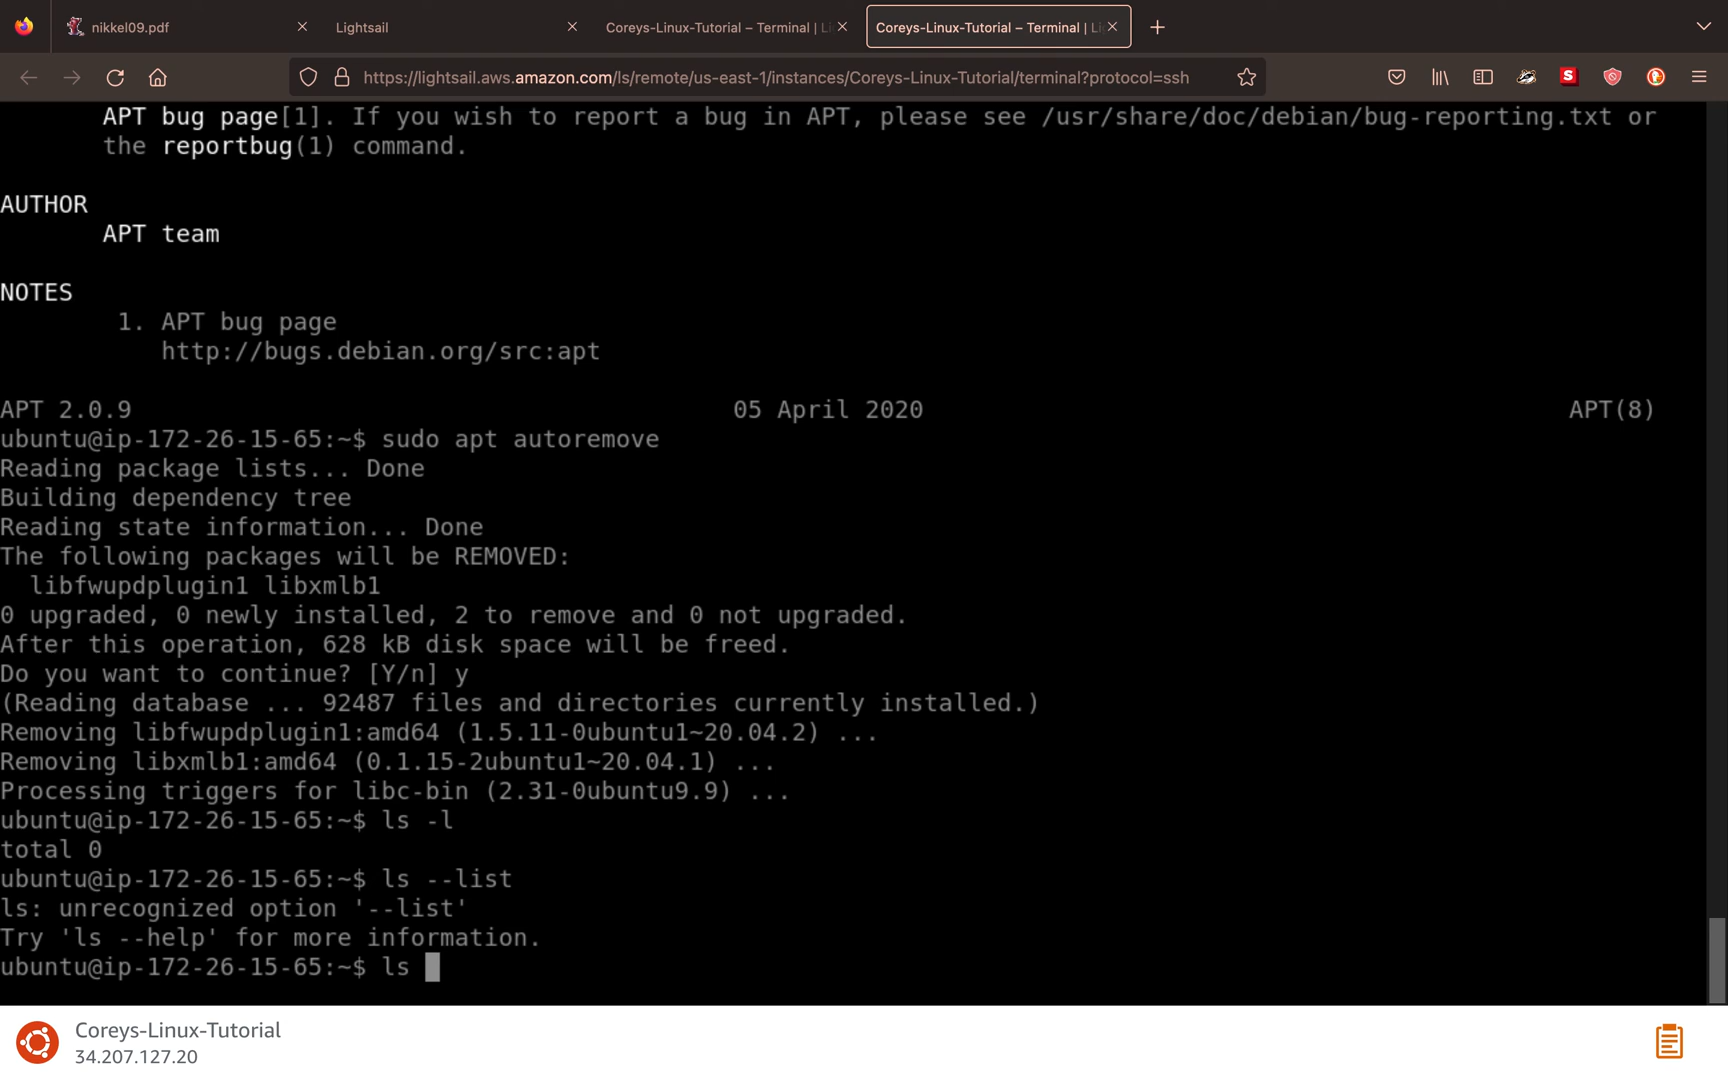 nikkel09.pdf
Lightsail
Coreys-Linux-Tutorial – Terminal | Li
Coreys-Linux-Tutorial – Terminal | Li
https://lightsail.aws.amazon.com/ls/remote/us-east-1/instances/Coreys-Linux-Tutorial/terminal?protocol=ssh
APT bug page[1]. If you wish to report a bug in APT, please see /usr/share/doc/debian/bug-reporting.txt or
the reportbug(1) command.
AUTHOR
APT team
NOTES
1. APT bug page
http://bugs.debian.org/src:apt
APT 2.0.9 05 April 2020 APT(8)
ubuntu@ip-172-26-15-65:~$ sudo apt autoremove
Reading package lists... Done
Building dependency tree
Reading state information... Done
The following packages will be REMOVED:
libfwupdplugin1 libxmlb1
0 upgraded, 0 newly installed, 2 to remove and 0 not upgraded.
After this operation, 628 kB disk space will be freed.
Do you want to continue? [Y/n] y
(Reading database ... 92487 files and directories currently installed.)
Removing libfwupdplugin1:amd64 (1.5.11-0ubuntu1~20.04.2) ...
Removing libxmlb1:amd64 (0.1.15-2ubuntu1~20.04.1) ...
Processing triggers for libc-bin (2.31-0ubuntu9.9) ...
ubuntu@ip-172-26-15-65:~$ ls -l
total 0
ubuntu@ip-172-26-15-65:~$ ls --list
ls: unrecognized option '--list'
Try 'ls --help' for more information.
ubuntu@ip-172-26-15-65:~$ ls
Coreys-Linux-Tutorial
34.207.127.20